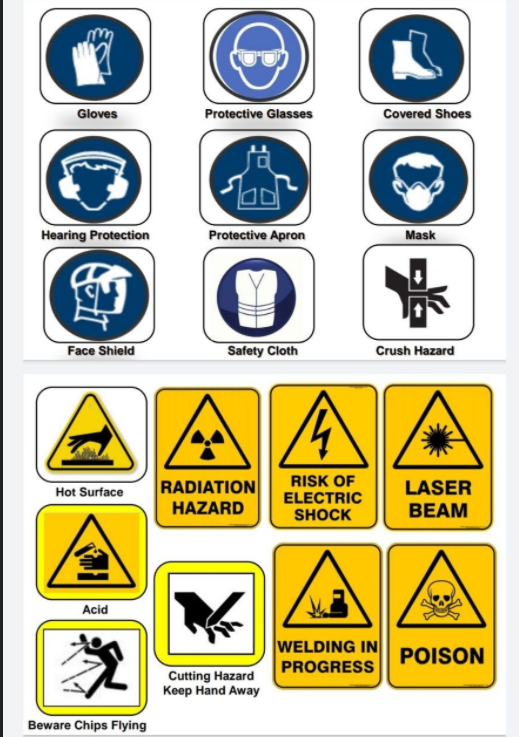 Gloves
Protective Glasses
Covered Shoes
Hearing Protection
Protective Apron
Mask
Face Shield
Safety Cloth
Crush Hazard
Hot Surface
RADIATION
HAZARD
RISK OF
ELECTRIC
SHOCK
LASER
BEAM
Acid
Cutting Hazard
Keep Hand Away
WELDING IN
PROGRESS
POISON
Beware Chips Flying